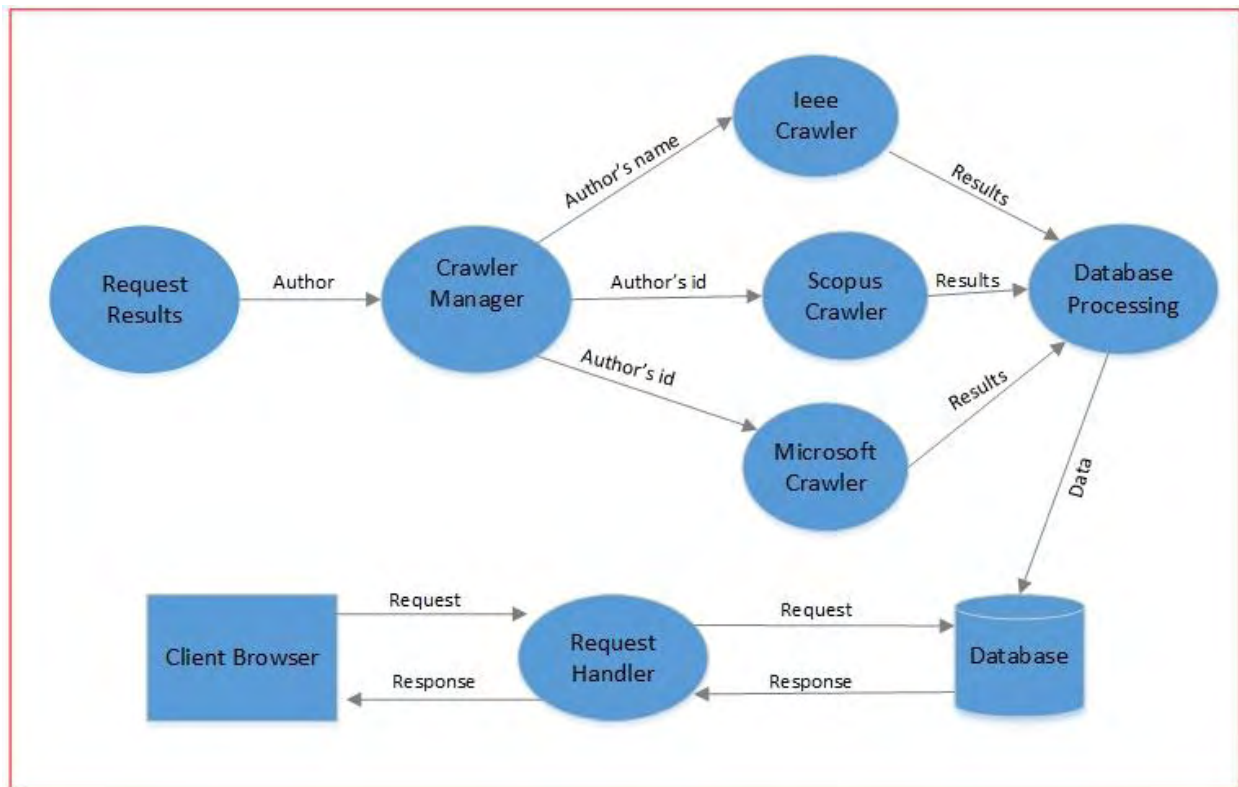 Ieee
Crawler
Author's name
Results
Request
Results
Author
Crawler
Manager
Author's id
Scopus
Crawler
Results
Database
Processing
Author's id
Microsoft
Crawler
Results
Data
Client Browser
Request
Response
Request
Handler
Request
Response
Database